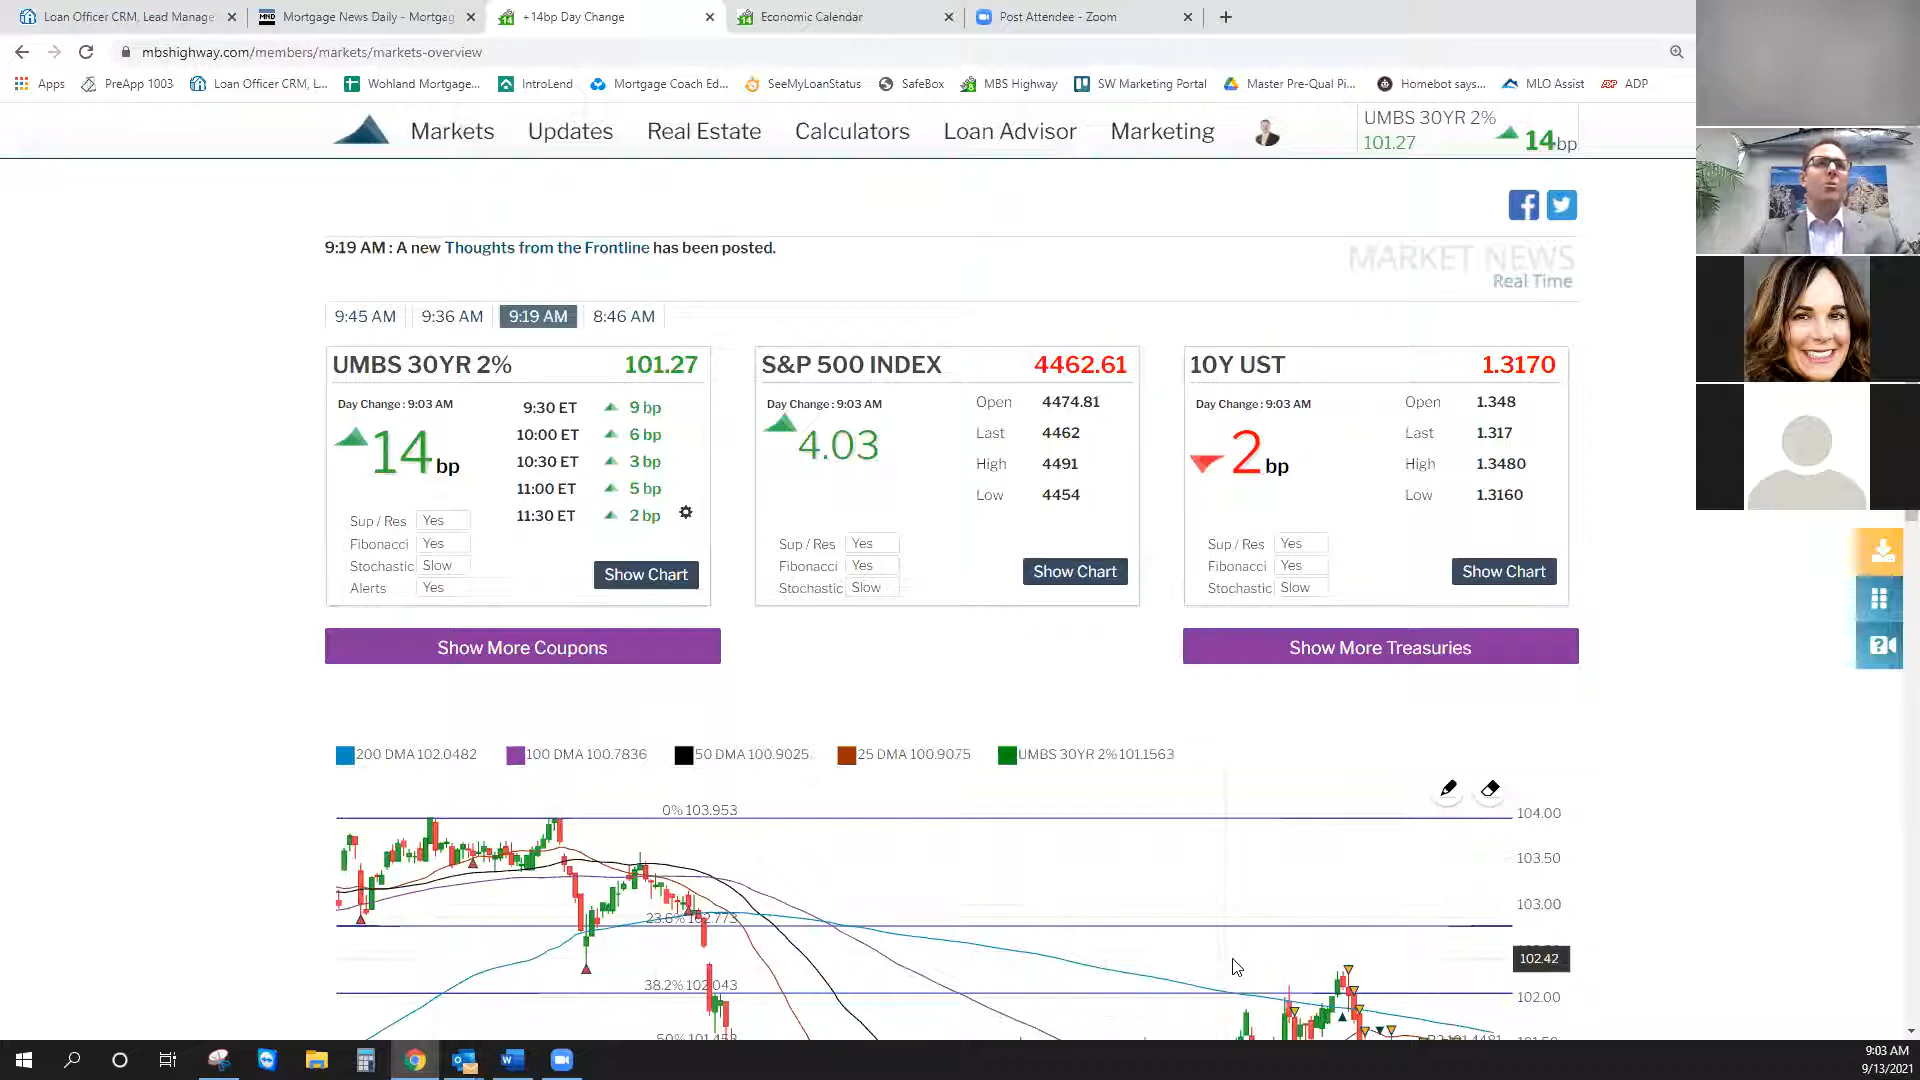 Loan Officer CRM, Lead Manage
Mortgage News Daily - Mortgag
+14bp Day Change
Economic Calendar
Post Attendee - Zoom
mbshighway.com/members/markets/markets-overview
Apps
PreApp 1003
Loan Officer CRM, L...
Wohland Mortgage...
IntroLend
Mortgage Coach Ed...
SeeMyLoanStatus
SafeBox
MBS Highway
SW Marketing Portal
Master Pre-Qual Pi...
Homebot says...
MLO Assist
ADP
Markets
Updates
Real Estate
Calculators
Loan Advisor
Marketing
UMBS 30YR 2%
101.27
14bp
9:19 AM : A new Thoughts from the Frontline has been posted.
MARKET NEWS
Real Time
9:45 AM
9:36 AM
9:19 AM
8:46 AM
UMBS 30YR 2%
101.27
Day Change : 9:03 AM
14 bp
9:30 ET 9 bp
10:00 ET 6 bp
10:30 ET 3 bp
11:00 ET 5 bp
11:30 ET 2 bp
Sup / Res Yes
Fibonacci Yes
Stochastic Slow
Alerts Yes
Show Chart
S&P 500 INDEX
4462.61
Day Change : 9:03 AM
4.03
Open 4474.81
Last 4462
High 4491
Low 4454
Sup / Res Yes
Fibonacci Yes
Stochastic Slow
Show Chart
10Y UST
1.3170
Day Change : 9:03 AM
2 bp
Open 1.348
Last 1.317
High 1.3480
Low 1.3160
Sup / Res Yes
Fibonacci Yes
Stochastic Slow
Show Chart
Show More Coupons
Show More Treasuries
200 DMA 102.0482
100 DMA 100.7836
50 DMA 100.9025
25 DMA 100.9075
UMBS 30YR 2% 101.1563
0% 103.953
104.00
103.50
103.00
23.6% 102.773
102.42
38.2% 102.043
102.00
9:03 AM
9/13/2021